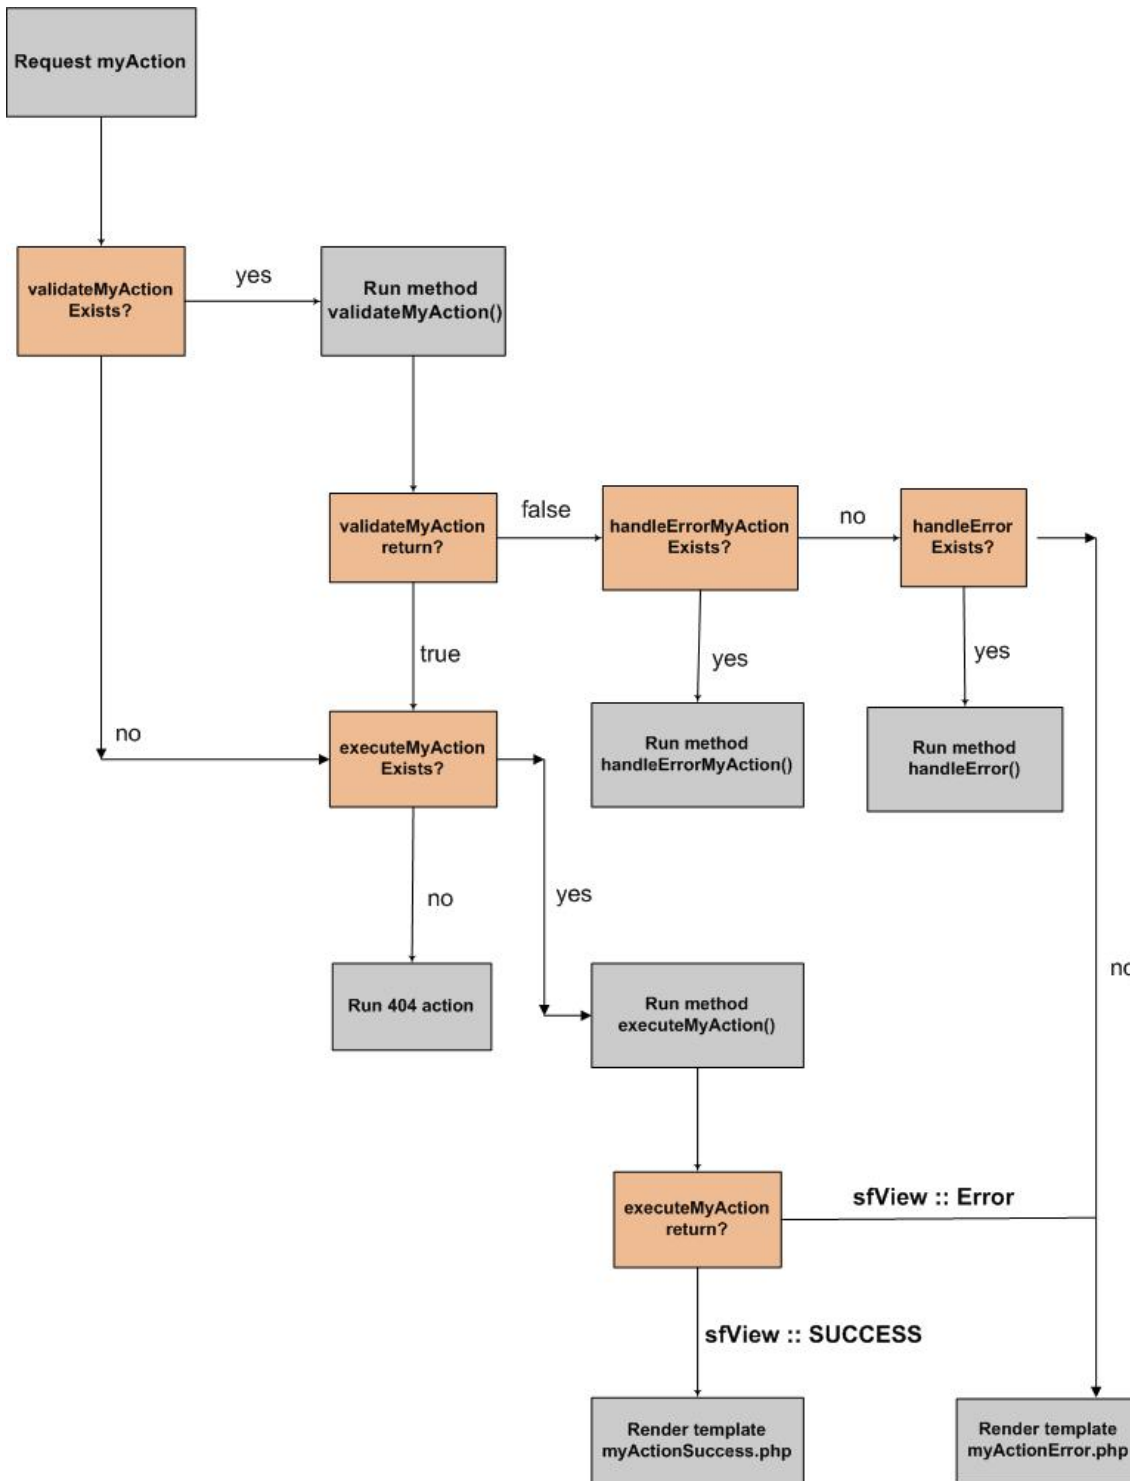 Request myAction
validateMyAction
Exists?
yes
Run method
validateMyAction()
validateMyAction
return?
false
handleErrorMyAction
Exists?
no
handleError
Exists?
true
yes
yes
no
executeMyAction
Exists?
Run method
handleErrorMyAction()
Run method
handleError()
no
yes
no
Run 404 action
Run method
executeMyAction()
executeMyAction
return?
sfView :: Error
sfView :: SUCCESS
Render template
myActionSuccess.php
Render template
myActionError.php